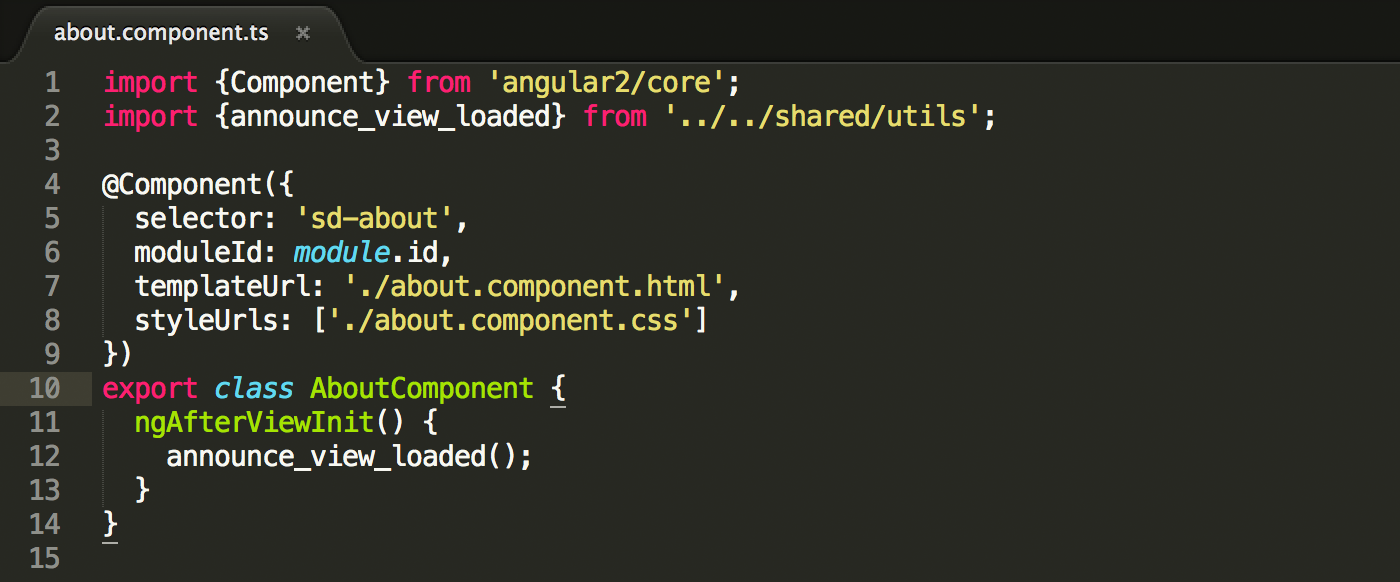 about.component.ts ×
1 import {Component} from 'angular2/core';
2 import {announce_view_loaded} from '../../shared/utils';
3
4 @Component({
5   selector: 'sd-about',
6   moduleId: module.id,
7   templateUrl: './about.component.html',
8   styleUrls: ['./about.component.css']
9 })
10 export class AboutComponent {
11   ngAfterViewInit() {
12     announce_view_loaded();
13   }
14 }
15